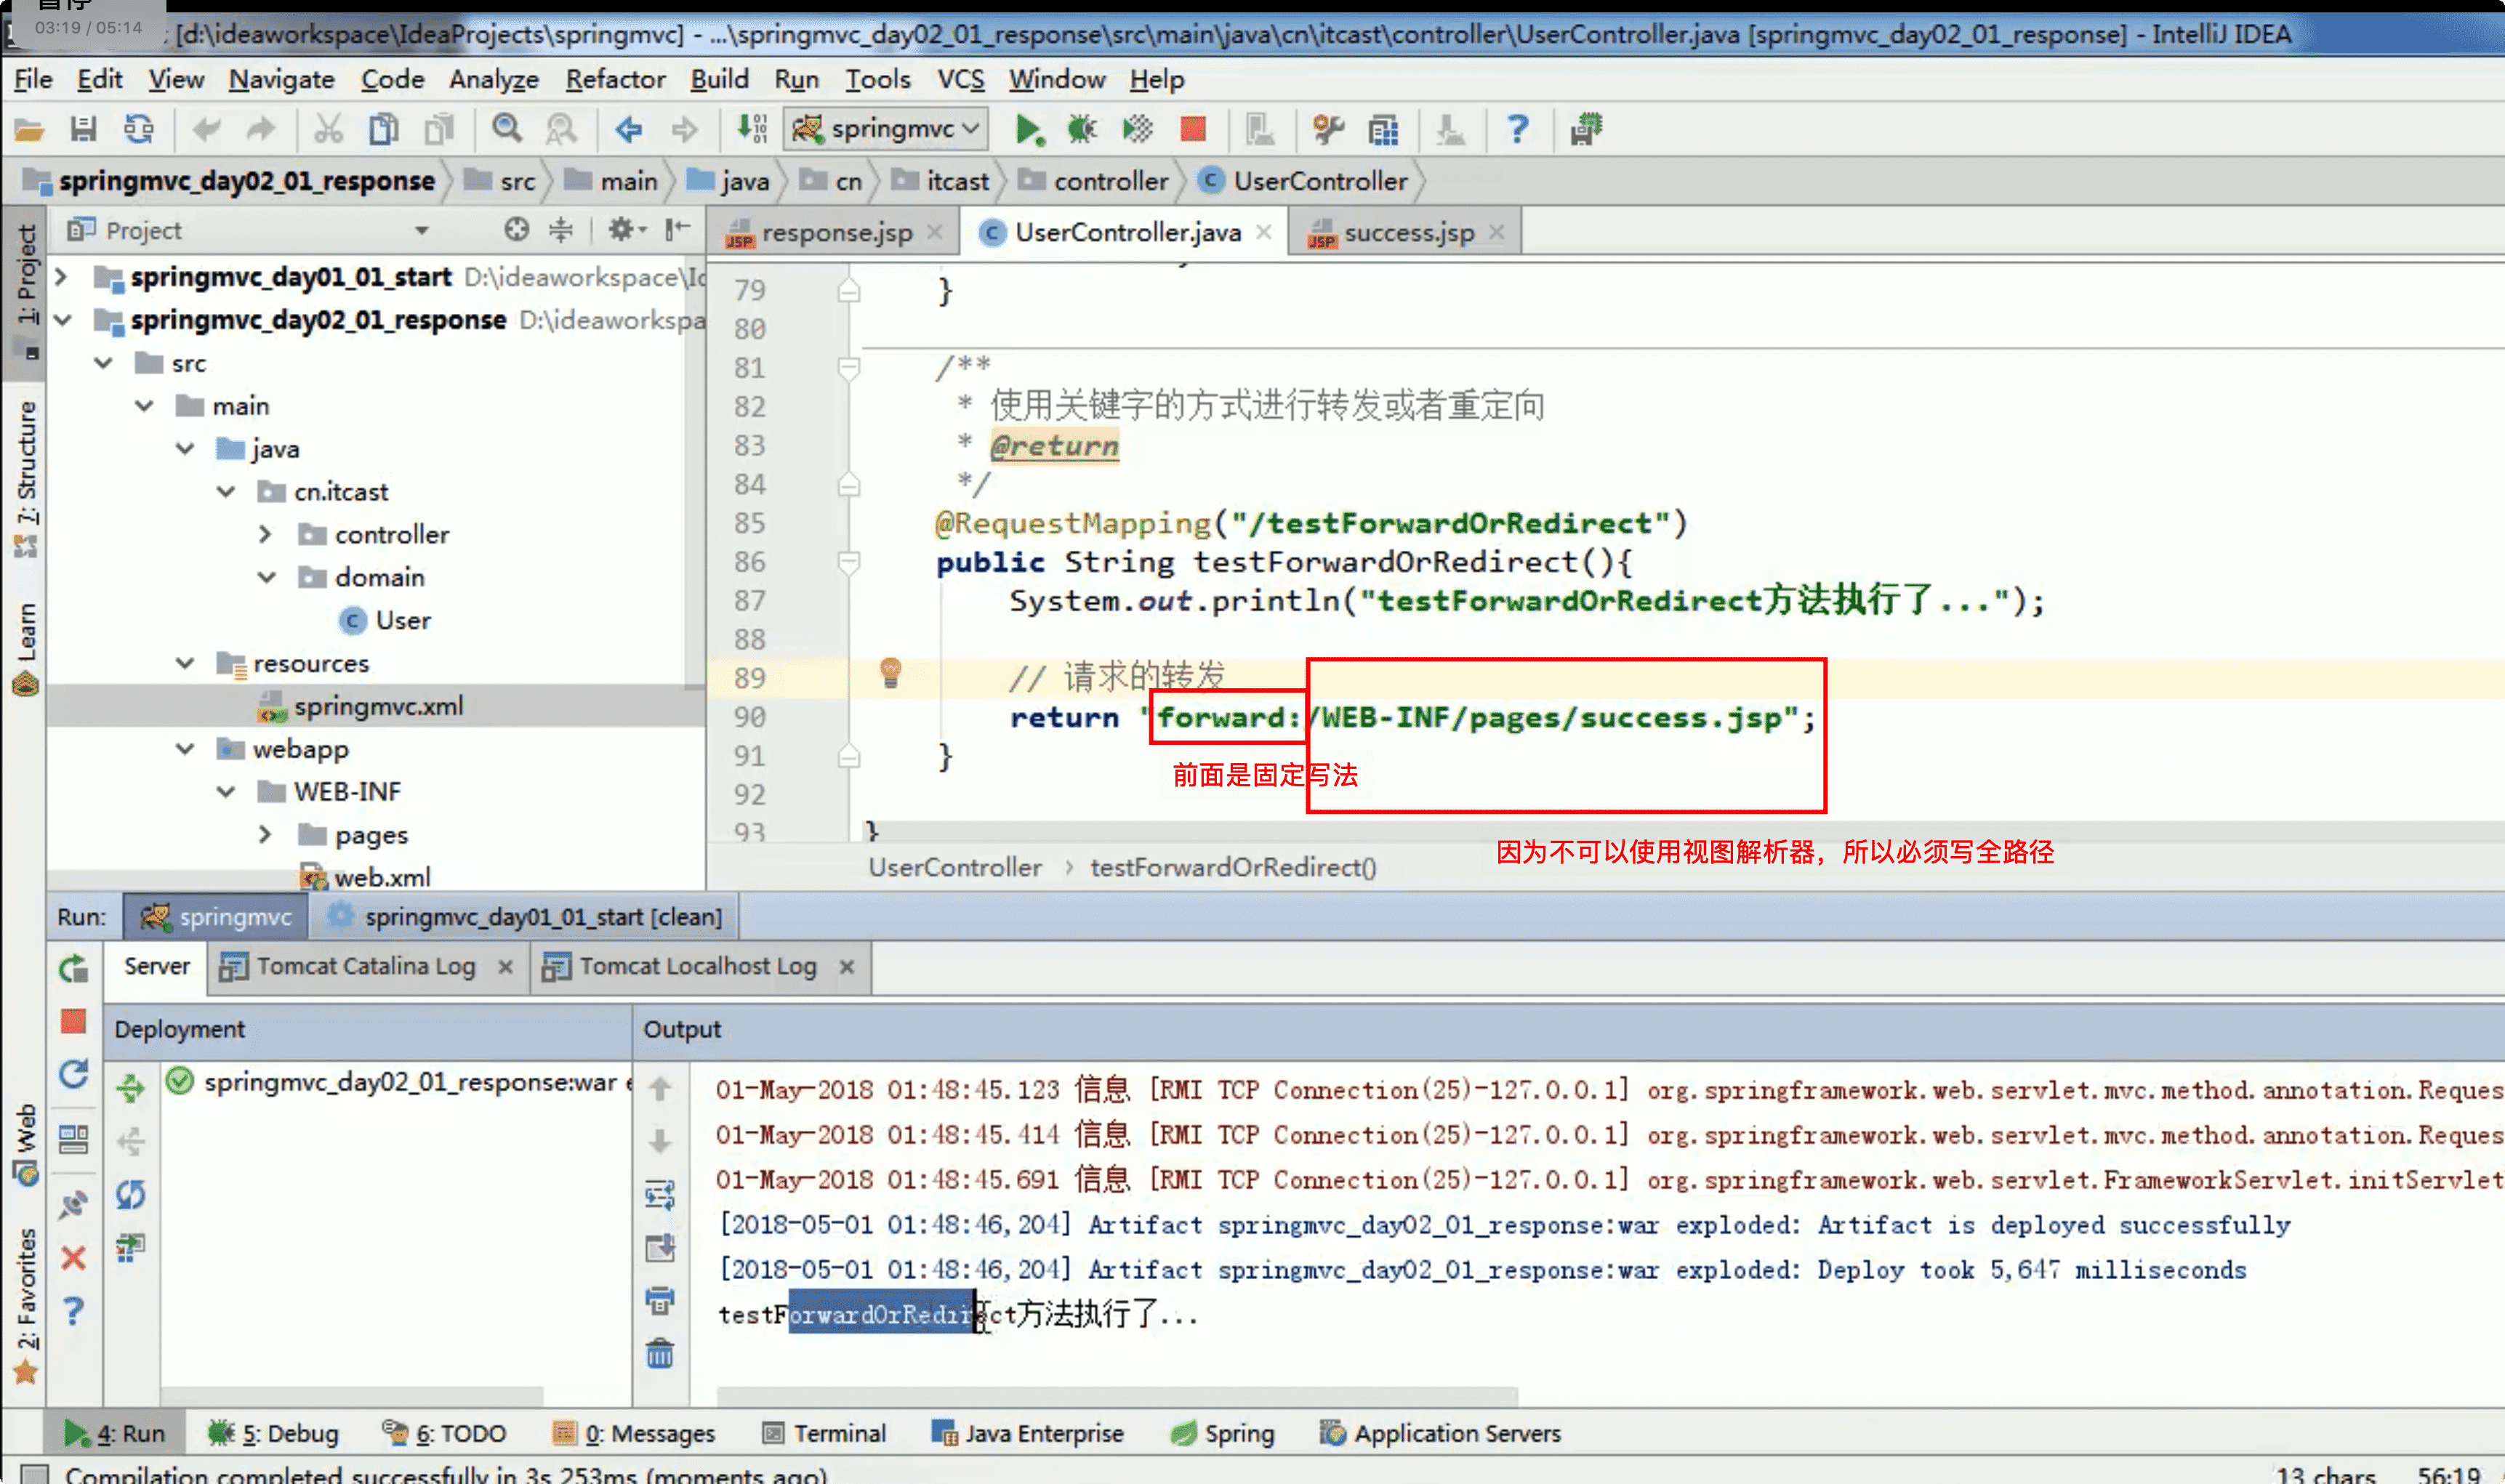 暂停
03:19 / 05:14
[d:\ideaworkspace\IdeaProjects\springmvc] - ...\springmvc_day02_01_response\src\main\java\cn\itcast\controller\UserController.java [springmvc_day02_01_response] - IntelliJ IDEA
File Edit View Navigate Code Analyze Refactor Build Run Tools VCS Window Help
springmvc
springmvc_day02_01_response src main java cn itcast controller UserController
Project
response.jsp UserController.java success.jsp
1: Project
7: Structure
Learn
Web
2: Favorites
springmvc_day01_01_start D:\ideaworkspace\Id
springmvc_day02_01_response D:\ideaworkspa
src
main
java
cn.itcast
controller
domain
User
resources
springmvc.xml
webapp
WEB-INF
pages
web.xml
79 }
80
81 /**
82 * 使用关键字的方式进行转发或者重定向
83 * @return
84 */
85 @RequestMapping("/testForwardOrRedirect")
86 public String testForwardOrRedirect(){
87 System.out.println("testForwardOrRedirect方法执行了...");
88
89 // 请求的转发
90 return "forward:/WEB-INF/pages/success.jsp";
91 }
前面是固定写法
92
93 }
因为不可以使用视图解析器，所以必须写全路径
UserController › testForwardOrRedirect()
Run: springmvc springmvc_day01_01_start [clean]
Server Tomcat Catalina Log Tomcat Localhost Log
Deployment
springmvc_day02_01_response:war e
Output
01-May-2018 01:48:45.123 信息 [RMI TCP Connection(25)-127.0.0.1] org.springframework.web.servlet.mvc.method.annotation.Reques
01-May-2018 01:48:45.414 信息 [RMI TCP Connection(25)-127.0.0.1] org.springframework.web.servlet.mvc.method.annotation.Reques
01-May-2018 01:48:45.691 信息 [RMI TCP Connection(25)-127.0.0.1] org.springframework.web.servlet.FrameworkServlet.initServlet
[2018-05-01 01:48:46,204] Artifact springmvc_day02_01_response:war exploded: Artifact is deployed successfully
[2018-05-01 01:48:46,204] Artifact springmvc_day02_01_response:war exploded: Deploy took 5,647 milliseconds
testForwardOrRedirect方法执行了...
4: Run 5: Debug 6: TODO 0: Messages Terminal Java Enterprise Spring Application Servers
Compilation completed successfully in 3s 253ms (moments ago) 13 chars 56:19